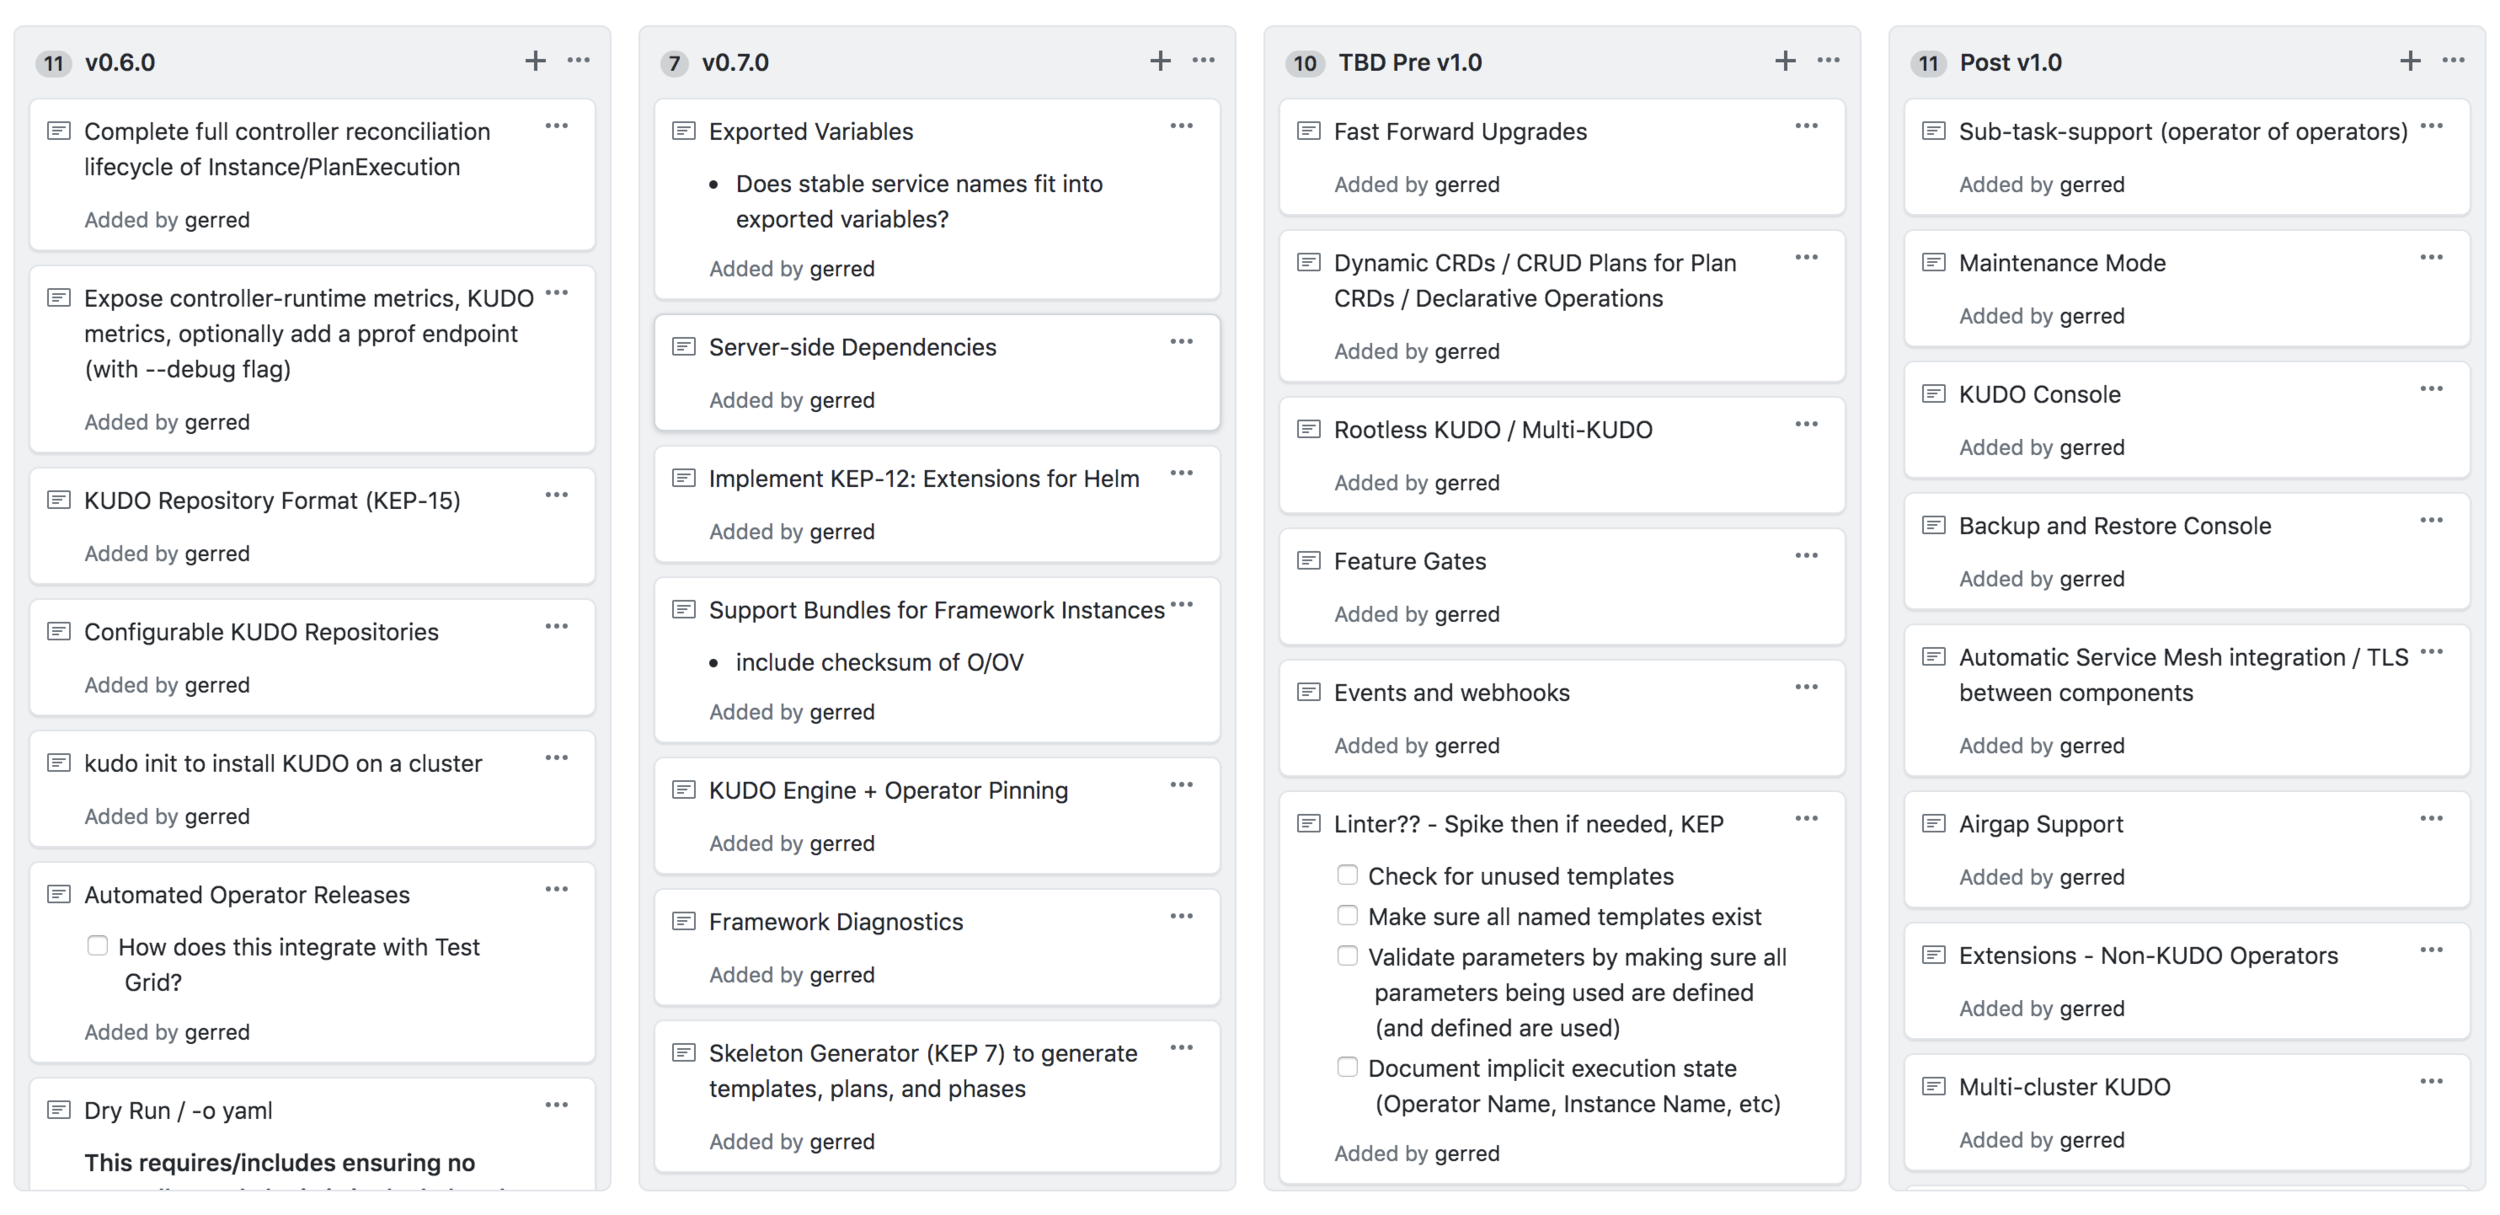 11 v0.6.0
Complete full controller reconciliation
lifecycle of Instance/PlanExecution
Added by gerred
Expose controller-runtime metrics, KUDO
metrics, optionally add a pprof endpoint
(with --debug flag)
Added by gerred
KUDO Repository Format (KEP-15)
Added by gerred
Configurable KUDO Repositories
Added by gerred
kudo init to install KUDO on a cluster
Added by gerred
Automated Operator Releases
How does this integrate with Test
Grid?
Added by gerred
Dry Run / -o yaml
This requires/includes ensuring no
7 v0.7.0
Exported Variables
• Does stable service names fit into
exported variables?
Added by gerred
Server-side Dependencies
Added by gerred
Implement KEP-12: Extensions for Helm
Added by gerred
Support Bundles for Framework Instances
• include checksum of O/OV
Added by gerred
KUDO Engine + Operator Pinning
Added by gerred
Framework Diagnostics
Added by gerred
Skeleton Generator (KEP 7) to generate
templates, plans, and phases
Added by gerred
10 TBD Pre v1.0
Fast Forward Upgrades
Added by gerred
Dynamic CRDs / CRUD Plans for Plan
CRDs / Declarative Operations
Added by gerred
Rootless KUDO / Multi-KUDO
Added by gerred
Feature Gates
Added by gerred
Events and webhooks
Added by gerred
Linter?? - Spike then if needed, KEP
Check for unused templates
Make sure all named templates exist
Validate parameters by making sure all
parameters being used are defined
(and defined are used)
Document implicit execution state
(Operator Name, Instance Name, etc)
Added by gerred
11 Post v1.0
Sub-task-support (operator of operators)
Added by gerred
Maintenance Mode
Added by gerred
KUDO Console
Added by gerred
Backup and Restore Console
Added by gerred
Automatic Service Mesh integration / TLS
between components
Added by gerred
Airgap Support
Added by gerred
Extensions - Non-KUDO Operators
Added by gerred
Multi-cluster KUDO
Added by gerred